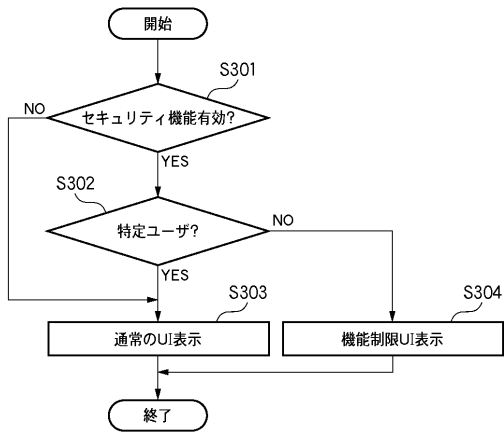 開始
S301
セキュリティ機能有効?
NO
YES
S302
特定ユーザ?
NO
YES
S303
通常のUI表示
S304
機能制限UI表示
終了